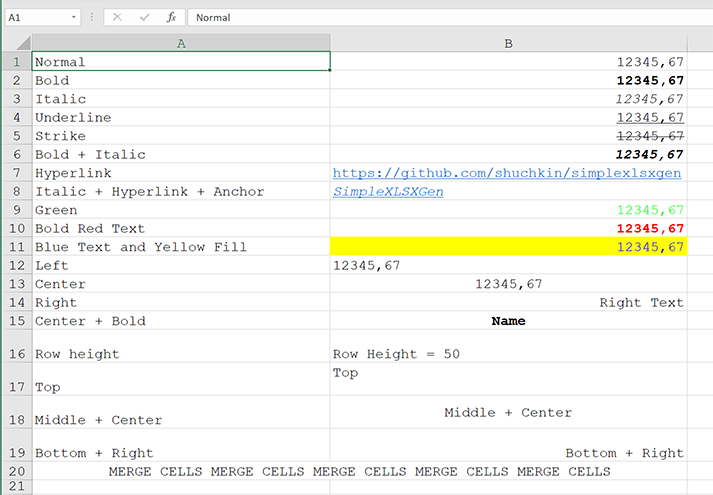 A1 fx Normal
A B
1 Normal 12345,67
2 Bold 12345,67
3 Italic 12345,67
4 Underline 12345,67
5 Strike 12345,67
6 Bold + Italic 12345,67
7 Hyperlink https://github.com/shuchkin/simplexlsxgen
8 Italic + Hyperlink + Anchor SimpleXLSXGen
9 Green 12345,67
10 Bold Red Text 12345,67
11 Blue Text and Yellow Fill 12345,67
12 Left 12345,67
13 Center 12345,67
14 Right Right Text
15 Center + Bold Name
16 Row height Row Height = 50
17 Top Top
18 Middle + Center Middle + Center
19 Bottom + Right Bottom + Right
20 MERGE CELLS MERGE CELLS MERGE CELLS MERGE CELLS MERGE CELLS
21